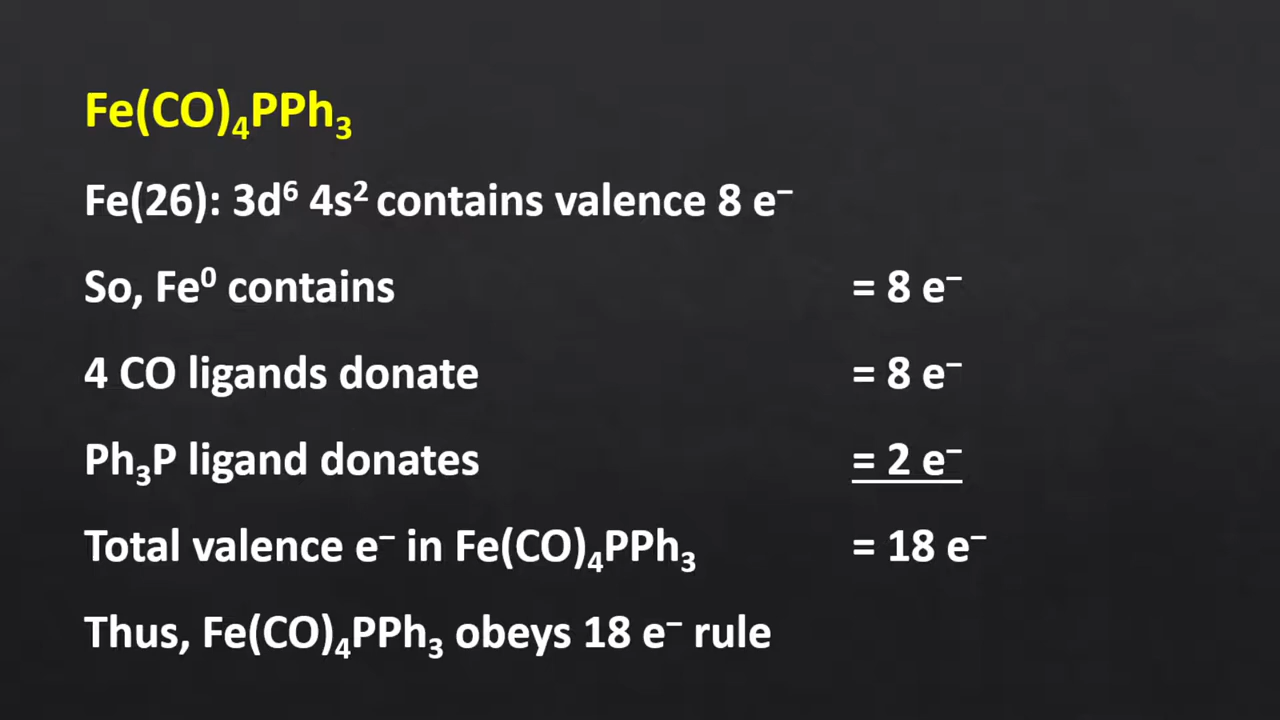 Fe(CO)₄PPh₃
Fe(26): 3d⁶ 4s² contains valence 8 e⁻
So, Fe⁰ contains = 8 e⁻
4 CO ligands donate = 8 e⁻
Ph₃P ligand donates = 2 e⁻
Total valence e⁻ in Fe(CO)₄PPh₃ = 18 e⁻
Thus, Fe(CO)₄PPh₃ obeys 18 e⁻ rule